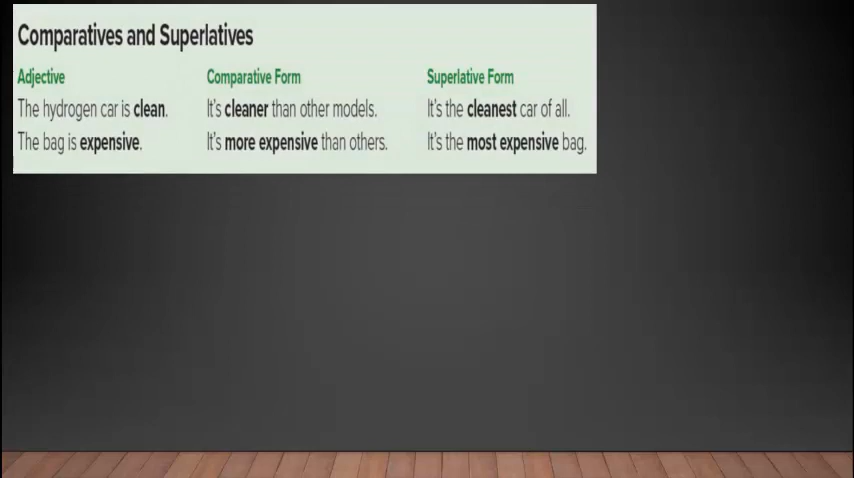 Comparatives and Superlatives
Adjective Comparative Form Superlative Form
The hydrogen car is clean. It's cleaner than other models. It's the cleanest car of all.
The bag is expensive. It's more expensive than others. It's the most expensive bag.